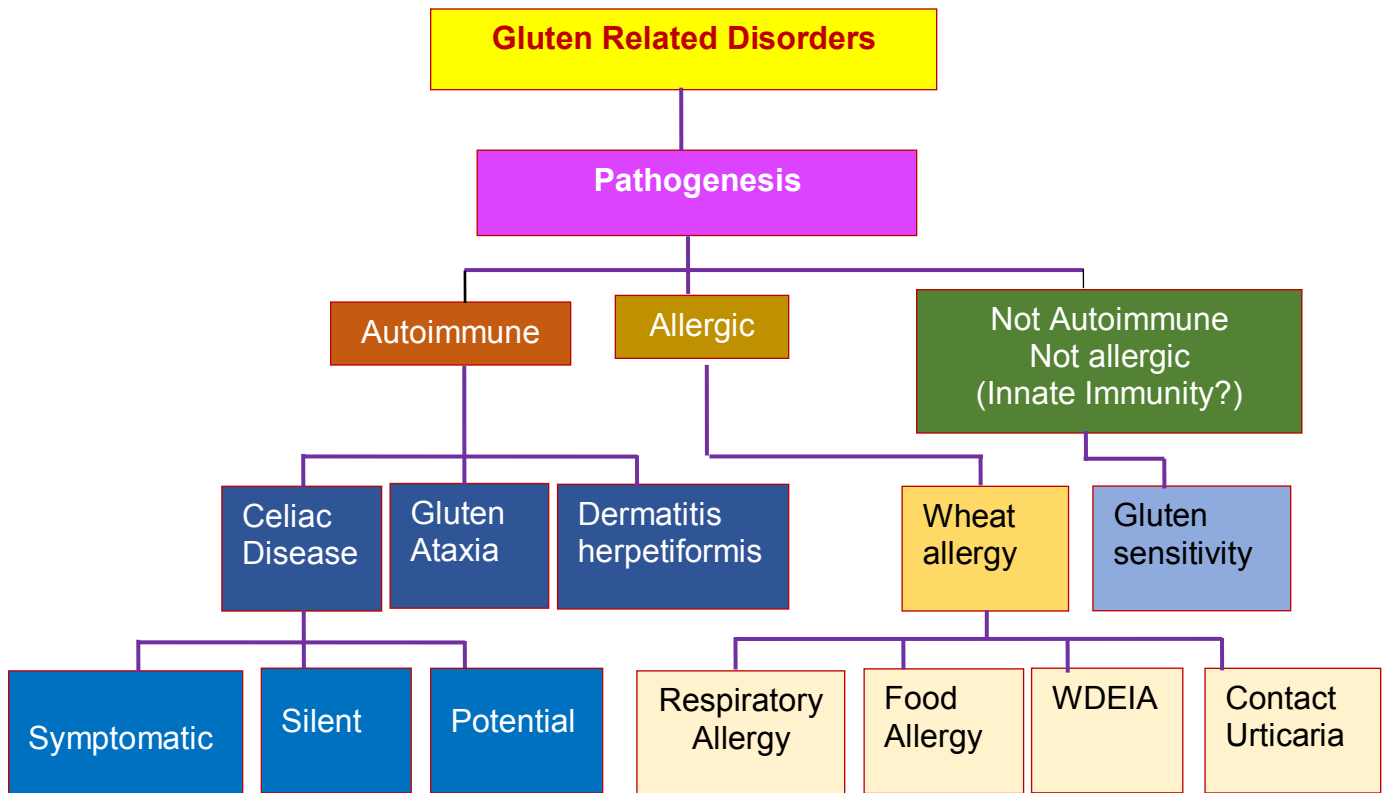 Gluten Related Disorders
Pathogenesis
Autoimmune
Allergic
Not Autoimmune
Not allergic
(Innate Immunity?)
Celiac
Disease
Gluten
Ataxia
Dermatitis
herpetiformis
Wheat
allergy
Gluten
sensitivity
Symptomatic
Silent
Potential
Respiratory
Allergy
Food
Allergy
WDEIA
Contact
Urticaria